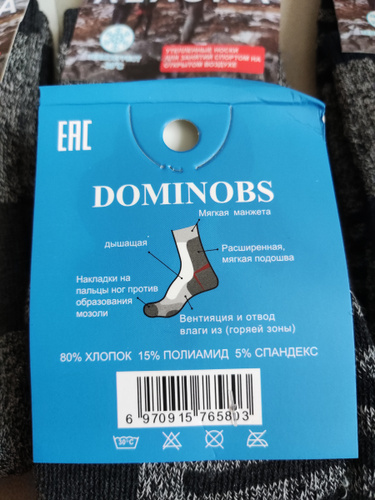 УТЕПЛЕННЫЕ НОСКИ
ДЛЯ ЗАНЯТИЙ СПОРТОМ НА
ОТКРЫТОМ ВОЗДУХЕ
EAC
DOMINOBS
Мягкая манжета
дышащая
Расширенная,
мягкая подошва
Накладки на
пальцы ног против
образования
мозоли
Вентияция и отвод
влаги из (горяей зоны)
80% ХЛОПОК 15% ПОЛИАМИД 5% СПАНДЕКС
6 970915 765803
30°C